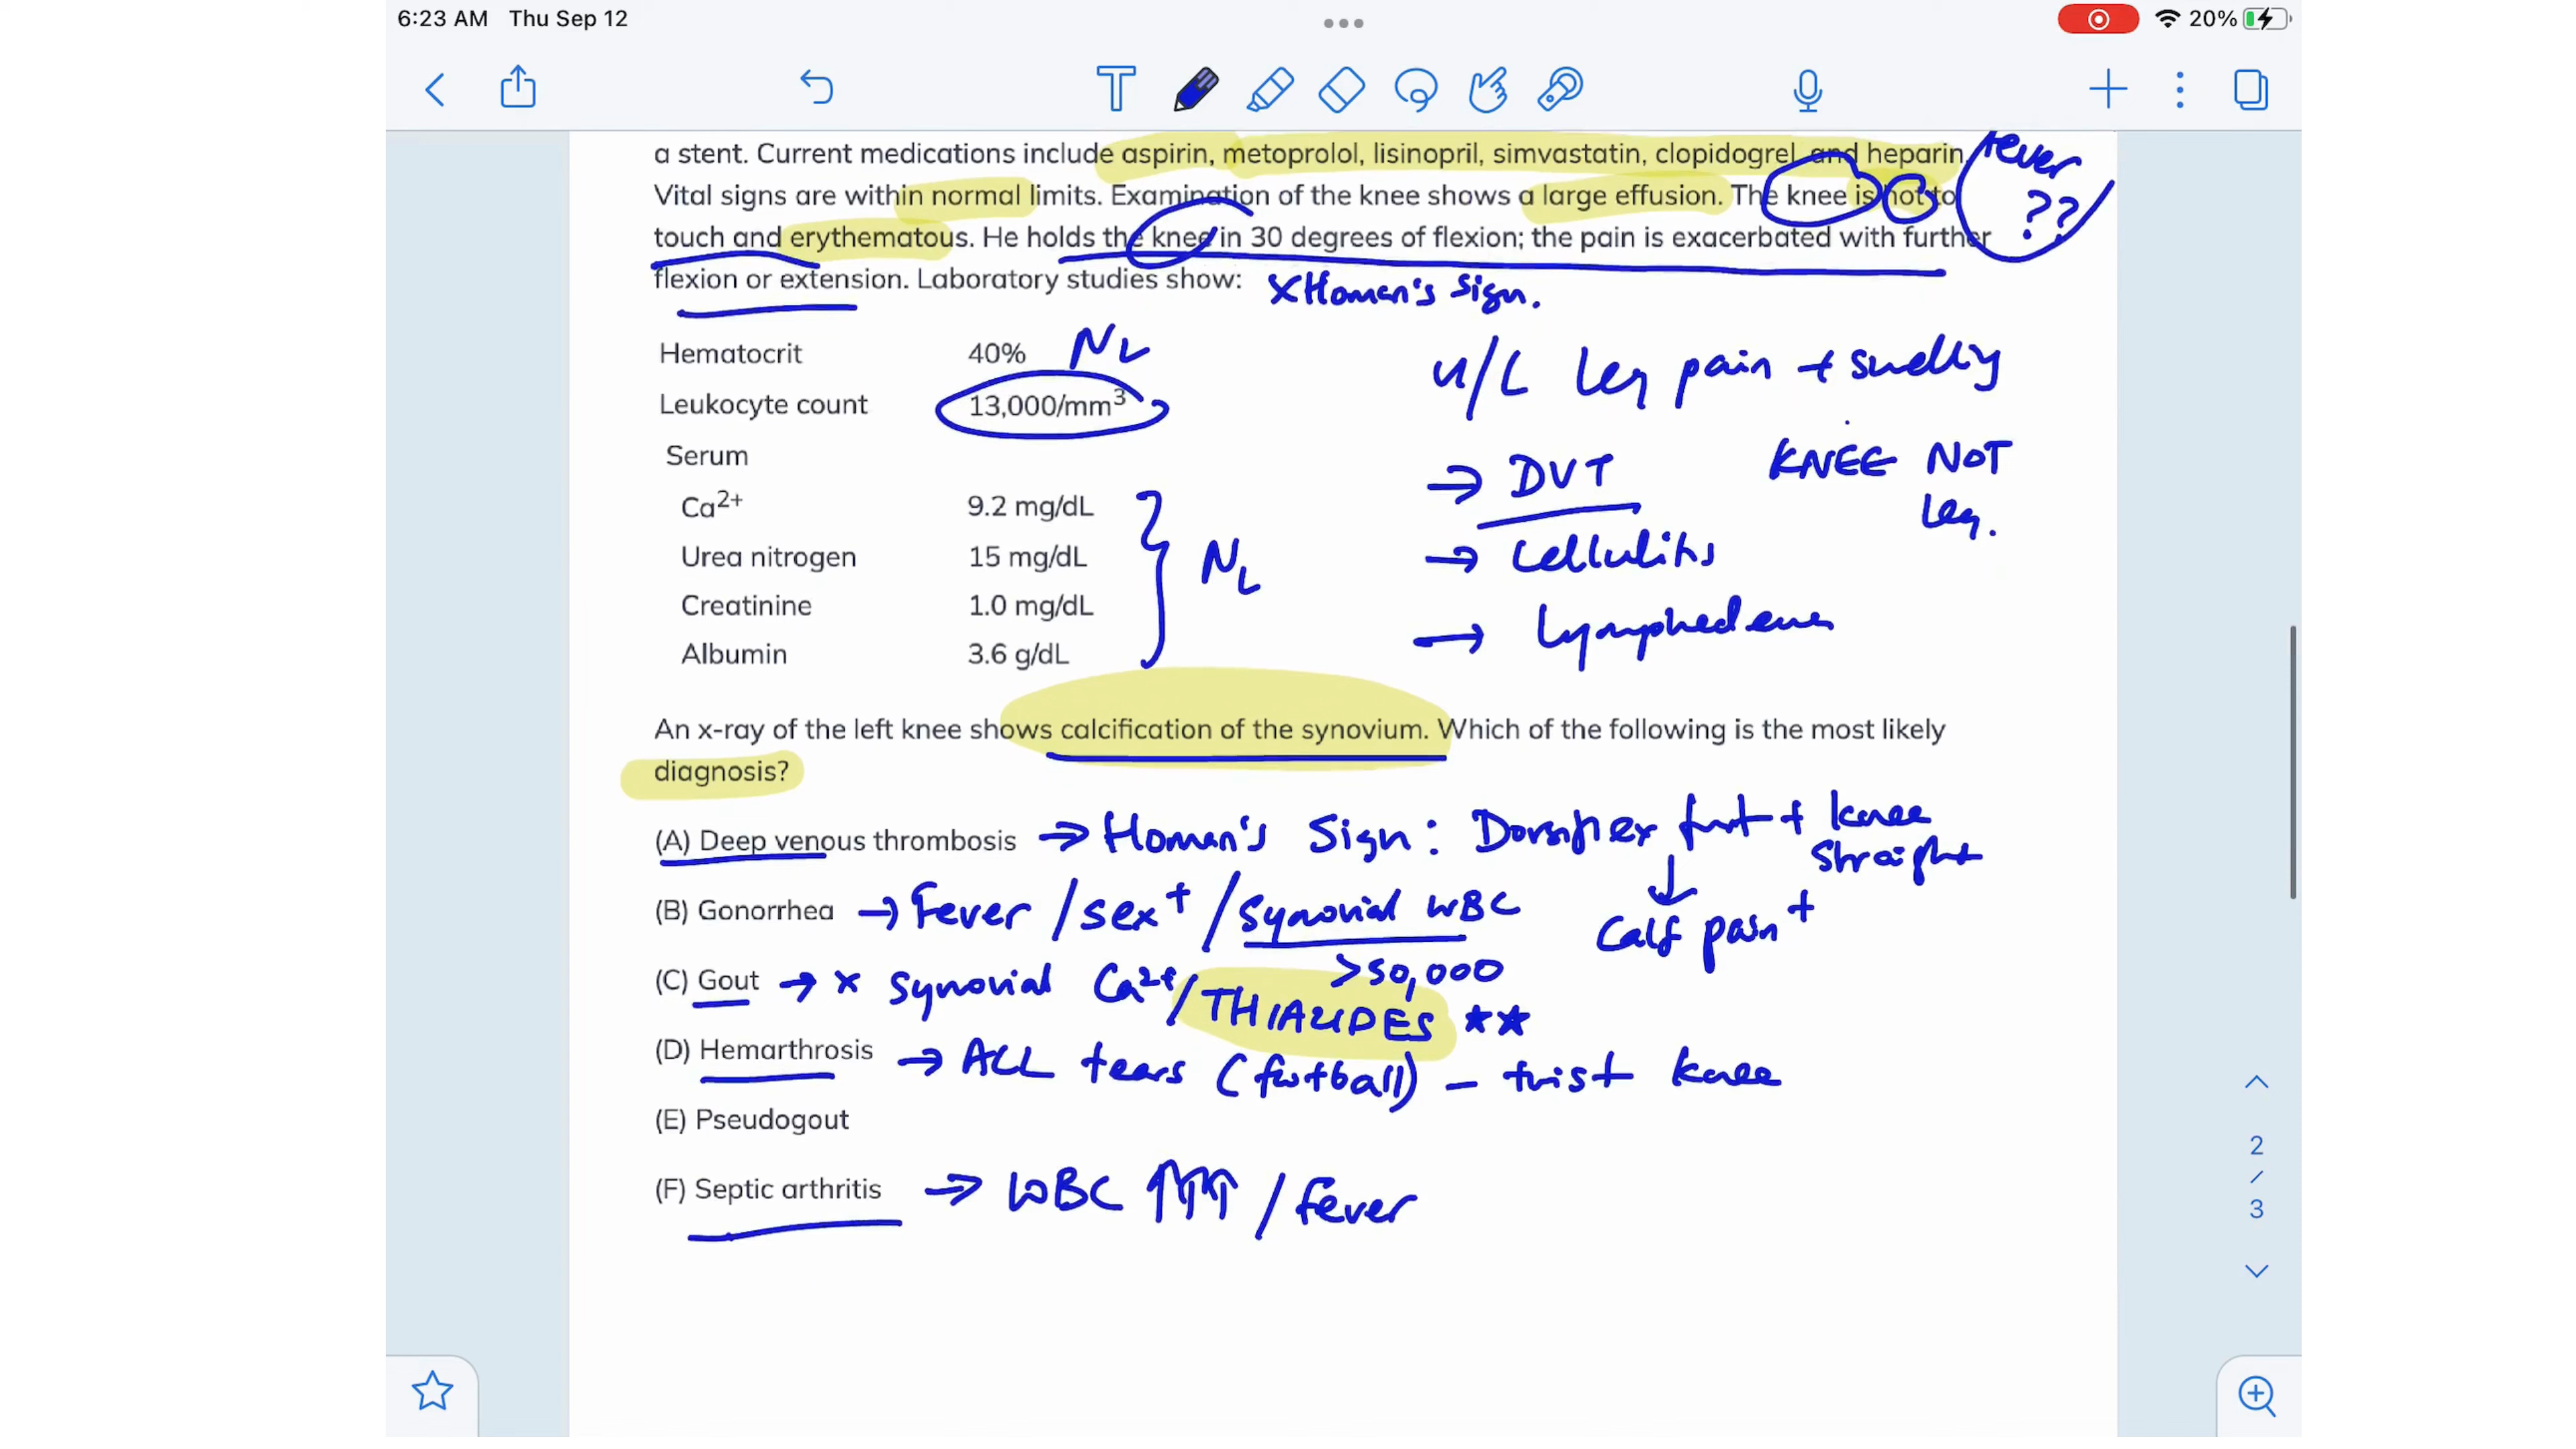 6:23 AM Thu Sep 12
20%
a stent. Current medications include aspirin, metoprolol, lisinopril, simvastatin, clopidogrel, and heparin.
fever
Vital signs are within normal limits. Examination of the knee shows a large effusion. The knee is hot to
??
touch and erythematous. He holds the knee in 30 degrees of flexion; the pain is exacerbated with further
flexion or extension. Laboratory studies show:
x Homan's sign.
Hematocrit 40% NL
u/L leg pain + swelling
Leukocyte count 13,000/mm3
Serum
→ DVT
KNEE NOT
leg.
Ca2+ 9.2 mg/dL
Urea nitrogen 15 mg/dL
NL
→ Cellulitis
Creatinine 1.0 mg/dL
→ Lymphedema
Albumin 3.6 g/dL
An x-ray of the left knee shows calcification of the synovium. Which of the following is the most likely
diagnosis?
(A) Deep venous thrombosis → Homan's Sign: Dorsiflex foot + knee
straight
↓
Calf pain +
(B) Gonorrhea → Fever / sex+ / synovial WBC
>50,000
(C) Gout → x synovial Ca2+ / THIAZIDES ★★
(D) Hemarthrosis → ACL tears (football) – twist knee
(E) Pseudogout
(F) Septic arthritis → WBC ↑↑↑ / fever
2
/
3